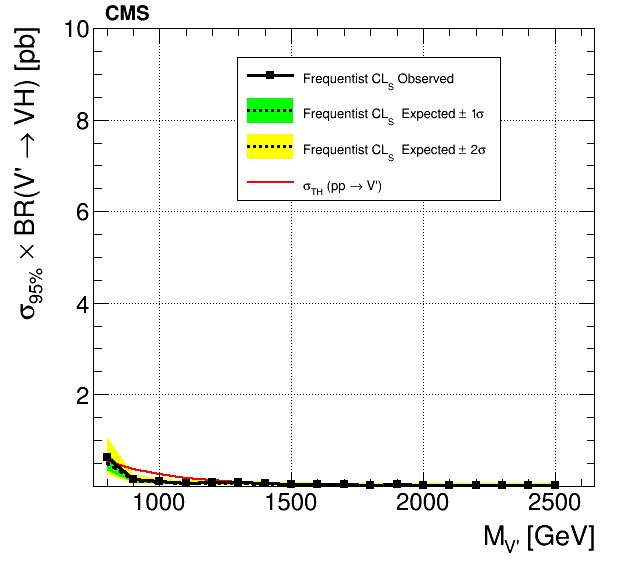 CMS
σ95% × BR(V' → VH) [pb]
10
8
6
4
2
Frequentist CLS Observed
Frequentist CLS Expected ± 1σ
Frequentist CLS Expected ± 2σ
σTH (pp → V')
1000 1500 2000 2500
MV' [GeV]